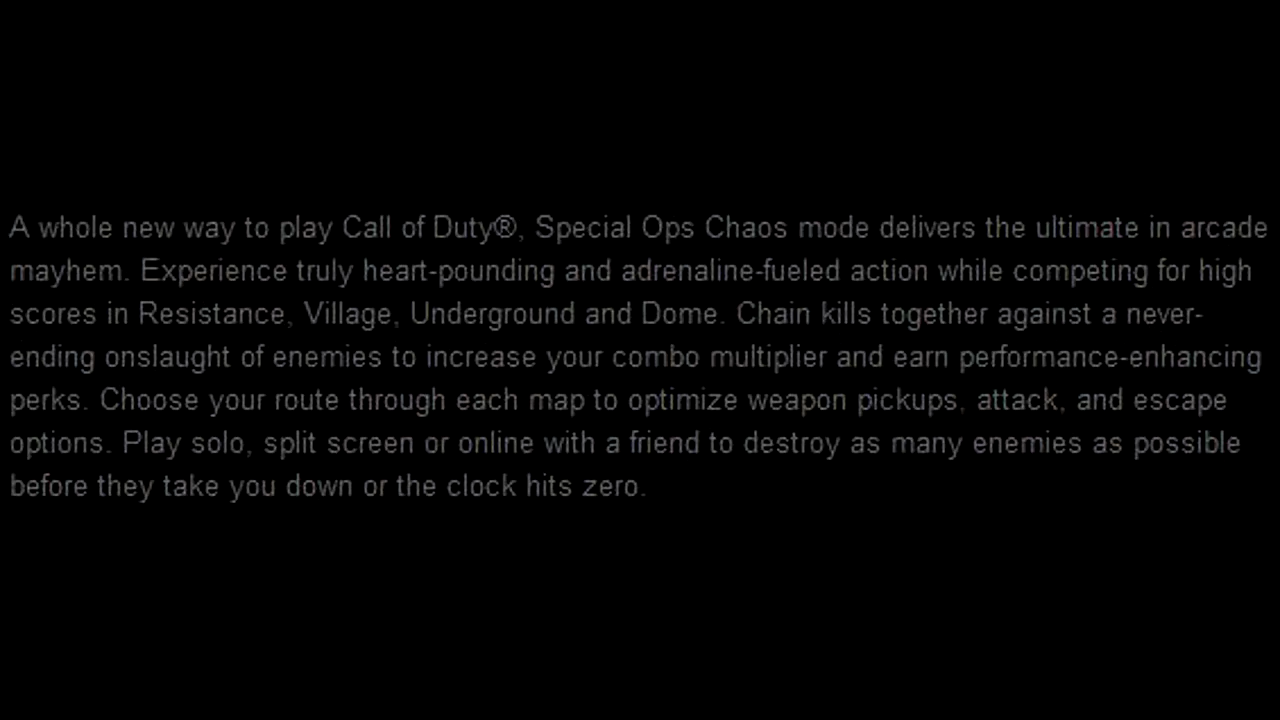 A whole new way to play Call of Duty®, Special Ops Chaos mode delivers the ultimate in arcade
mayhem. Experience truly heart-pounding and adrenaline-fueled action while competing for high
scores in Resistance, Village, Underground and Dome. Chain kills together against a never-
ending onslaught of enemies to increase your combo multiplier and earn performance-enhancing
perks. Choose your route through each map to optimize weapon pickups, attack, and escape
options. Play solo, split screen or online with a friend to destroy as many enemies as possible
before they take you down or the clock hits zero.